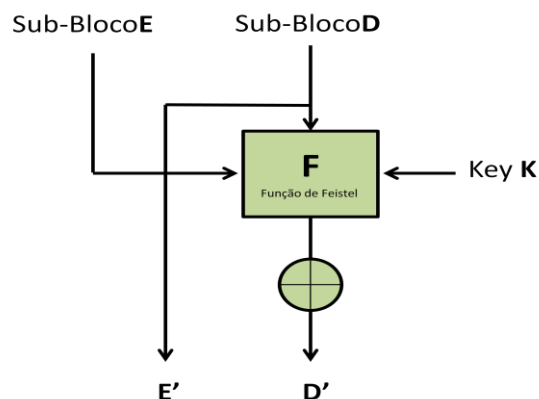 Sub-BlocoE
Sub-BlocoD
F
Função de Feistel
Key K
E’
D’